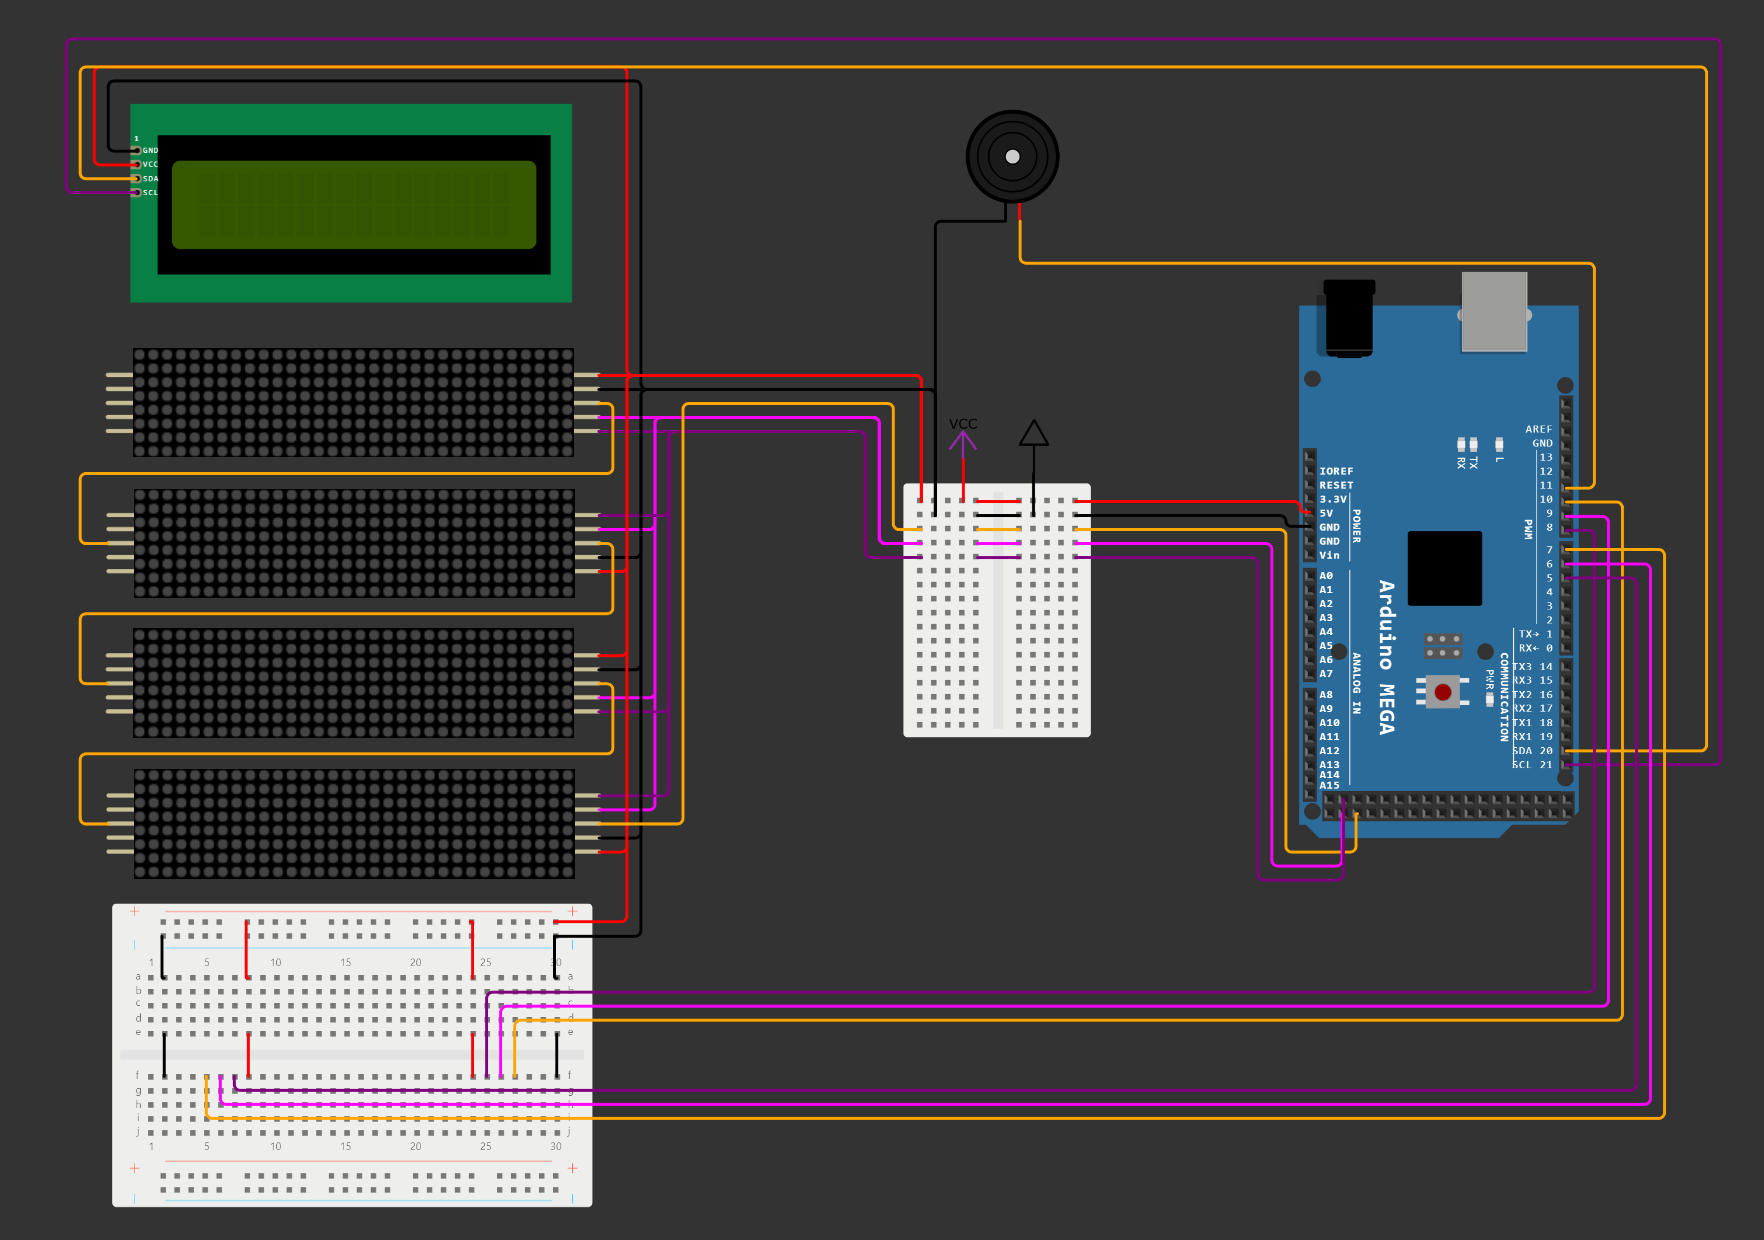 1
GND
VCC
SDA
SCL
VCC
AREF
GND
13
12
11
10
9
8
7
6
5
4
3
2
TX→ 1
RX← 0
TX3 14
RX3 15
TX2 16
RX2 17
TX1 18
RX1 19
SDA 20
SCL 21
PWM
COMMUNICATION
RX
TX
L
PWR
IOREF
RESET
3.3V
5V
GND
GND
Vin
POWER
A0
A1
A2
A3
A4
A5
A6
A7
A8
A9
A10
A11
A12
A13
A14
A15
ANALOG IN
Arduino MEGA
+ +
1 5 10 15 20 25 30
a a
b b
c c
d d
e e
f f
g g
h h
i i
j j
1 5 10 15 20 25 30
+ +